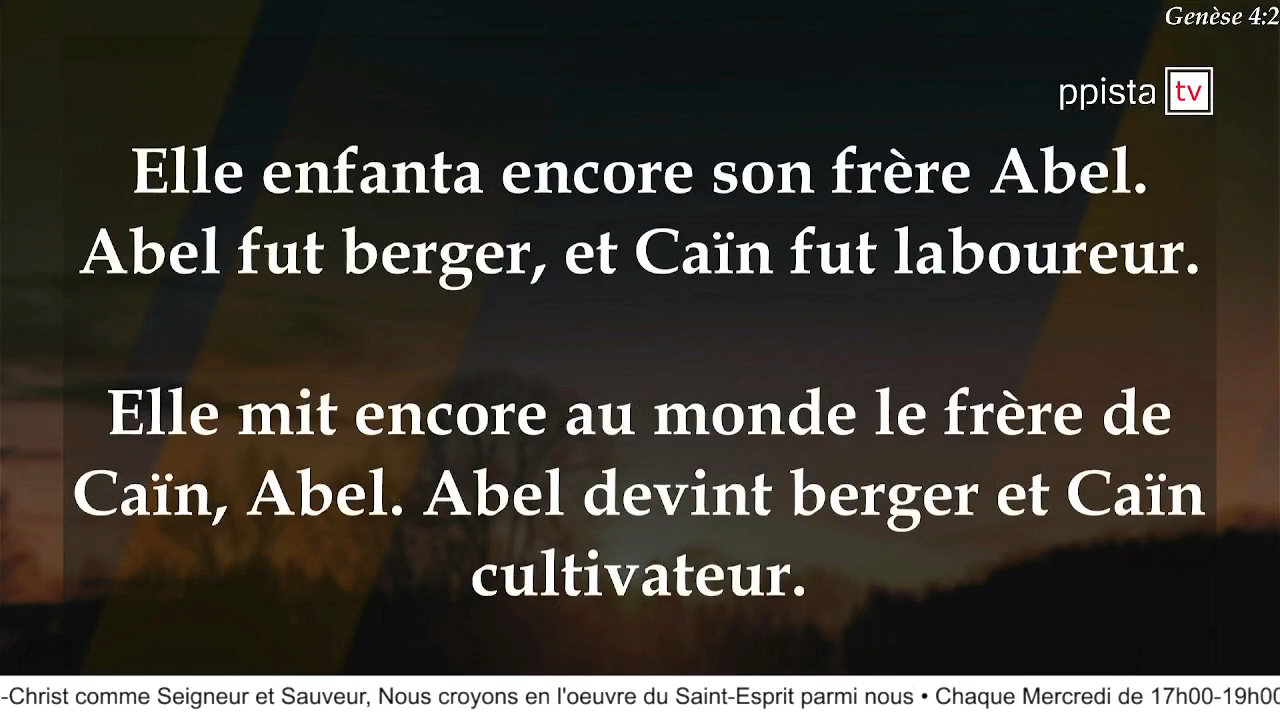 Genèse 4:2
ppista tv
Elle enfanta encore son frère Abel.
Abel fut berger, et Caïn fut laboureur.
Elle mit encore au monde le frère de
Caïn, Abel. Abel devint berger et Caïn
cultivateur.
-Christ comme Seigneur et Sauveur, Nous croyons en l'oeuvre du Saint-Esprit parmi nous • Chaque Mercredi de 17h00-19h00